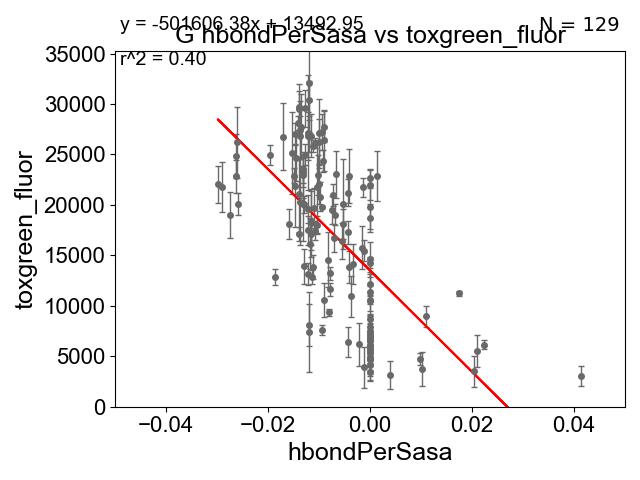 y = -501606.38x + 13492.95
N = 129
G hbondPerSasa vs toxgreen_fluor
r^2 = 0.40
35000
30000
25000
20000
15000
10000
5000
0
toxgreen_fluor
−0.04 −0.02 0.00 0.02 0.04
hbondPerSasa